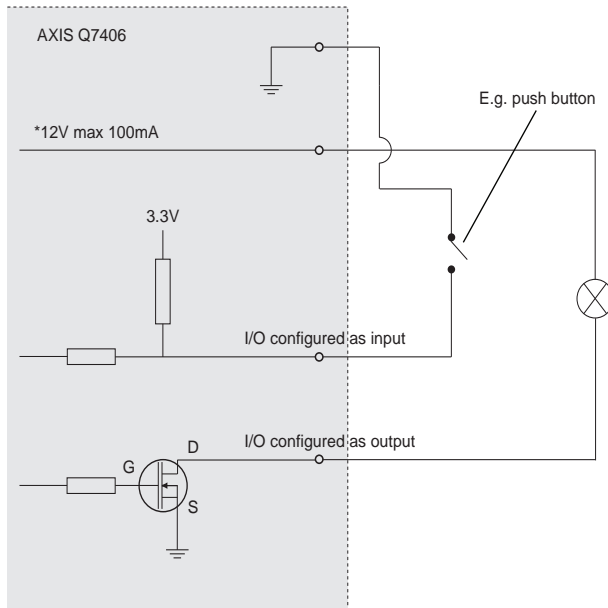 AXIS Q7406
E.g. push button
*12V max 100mA
3.3V
I/O configured as input
I/O configured as output
D
G
S